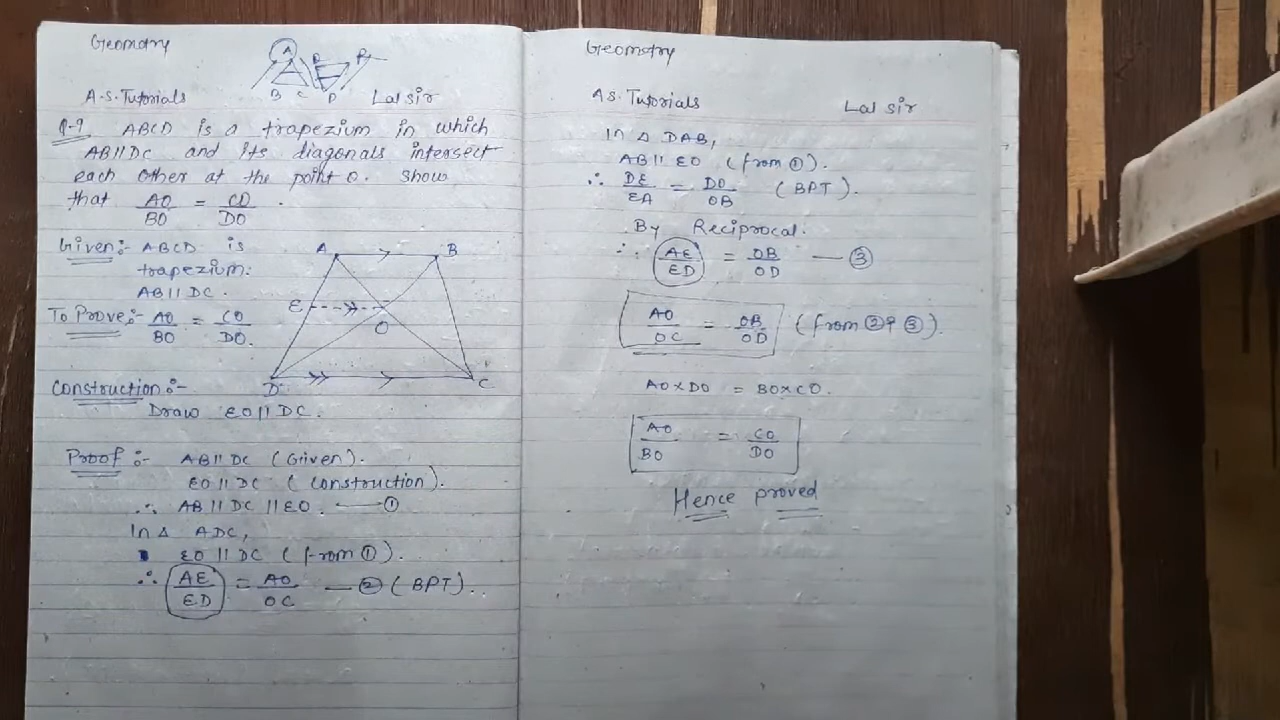 Geometry
A.S. Tutorials Lal sir
Q-9 ABCD is a trapezium in which
AB || DC and its diagonals intersect
each other at the point O. Show
that AO/BO = CO/DO .
Given :- ABCD is
trapezium.
AB || DC.
To Prove :- AO/BO = CO/DO.
A B
E O
D C
Construction :-
Draw EO || DC.
Proof :- AB || DC (Given).
EO || DC (Construction).
∴ AB || DC || EO. — ①
In Δ ADC,
EO || DC (from ①).
∴ AE/ED = AO/OC — ② (BPT).
Geometry
A.S. Tutorials Lal sir
In Δ DAB,
AB || EO (from ①).
∴ DE/EA = DO/OB (BPT).
By Reciprocal.
∴ AE/ED = OB/OD — ③
AO/OC = OB/OD (from ② & ③).
AO × DO = BO × CO.
AO/BO = CO/DO
Hence proved